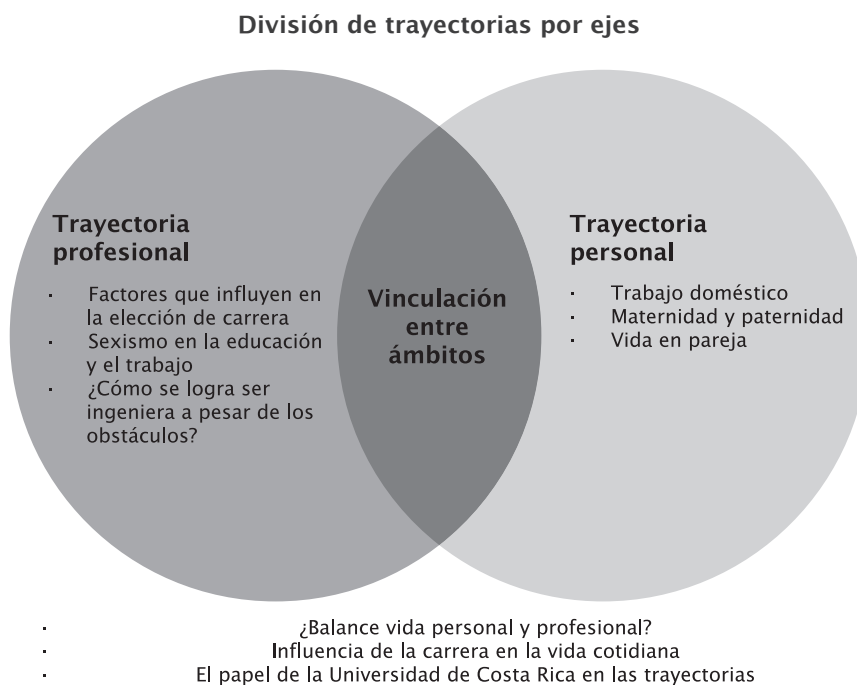 División de trayectorias por ejes
Trayectoria
profesional
· Factores que influyen en
la elección de carrera
· Sexismo en la educación
y el trabajo
· ¿Cómo se logra ser
ingeniera a pesar de los
obstáculos?
Vinculación
entre
ámbitos
Trayectoria
personal
· Trabajo doméstico
· Maternidad y paternidad
· Vida en pareja
· ¿Balance vida personal y profesional?
· Influencia de la carrera en la vida cotidiana
· El papel de la Universidad de Costa Rica en las trayectorias